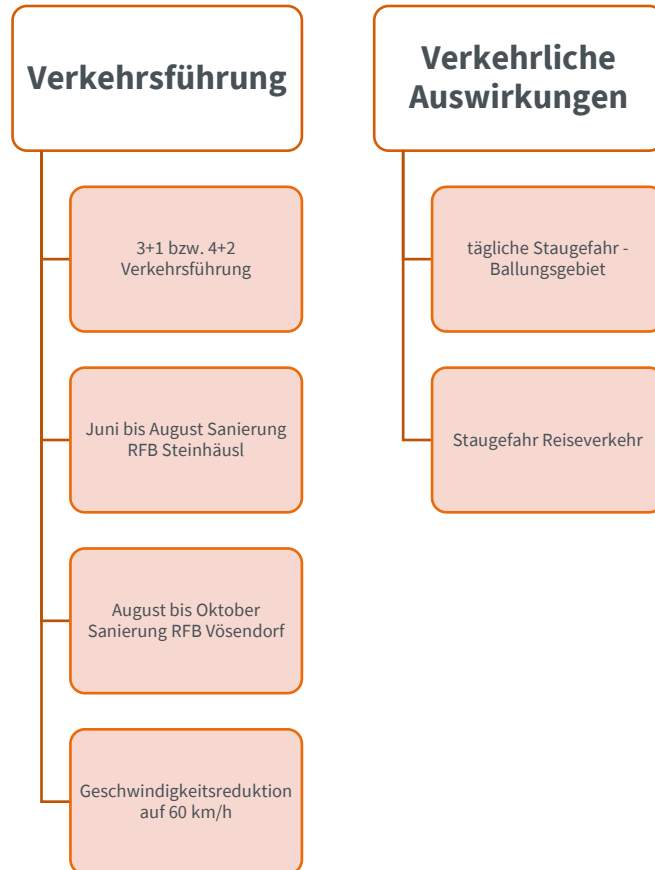 Verkehrsführung
3+1 bzw. 4+2
Verkehrsführung
Juni bis August Sanierung
RFB Steinhäusl
August bis Oktober
Sanierung RFB Vösendorf
Geschwindigkeitsreduktion
auf 60 km/h
Verkehrliche
Auswirkungen
tägliche Staugefahr -
Ballungsgebiet
Staugefahr Reiseverkehr